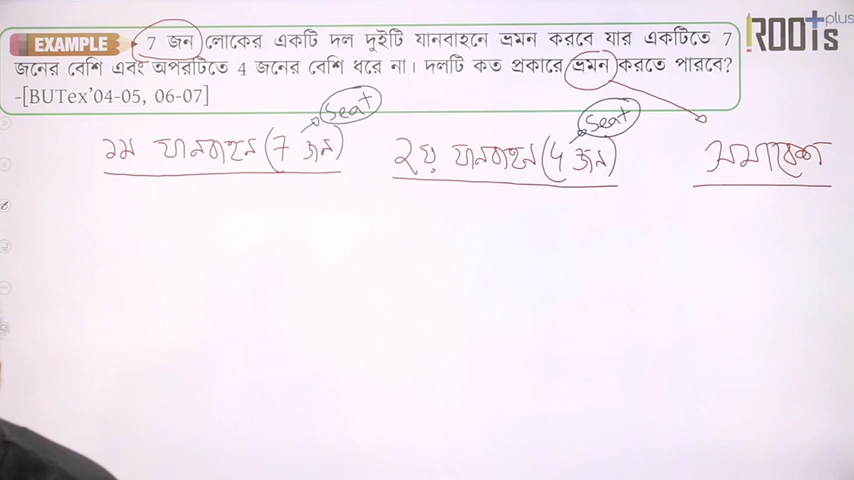 ROOTs plus
EXAMPLE 7 জন লোকের একটি দল দুইটি যানবাহনে ভ্রমন করবে যার একটিতে 7
জনের বেশি এবং অপরটিতে 4 জনের বেশি ধরে না। দলটি কত প্রকারে ভ্রমন করতে পারবে?
-[BUTex'04-05, 06-07]
Seat Seat
১ম যানবাহন (7 জন) ২য় যানবাহন (4 জন) সমাবেশ